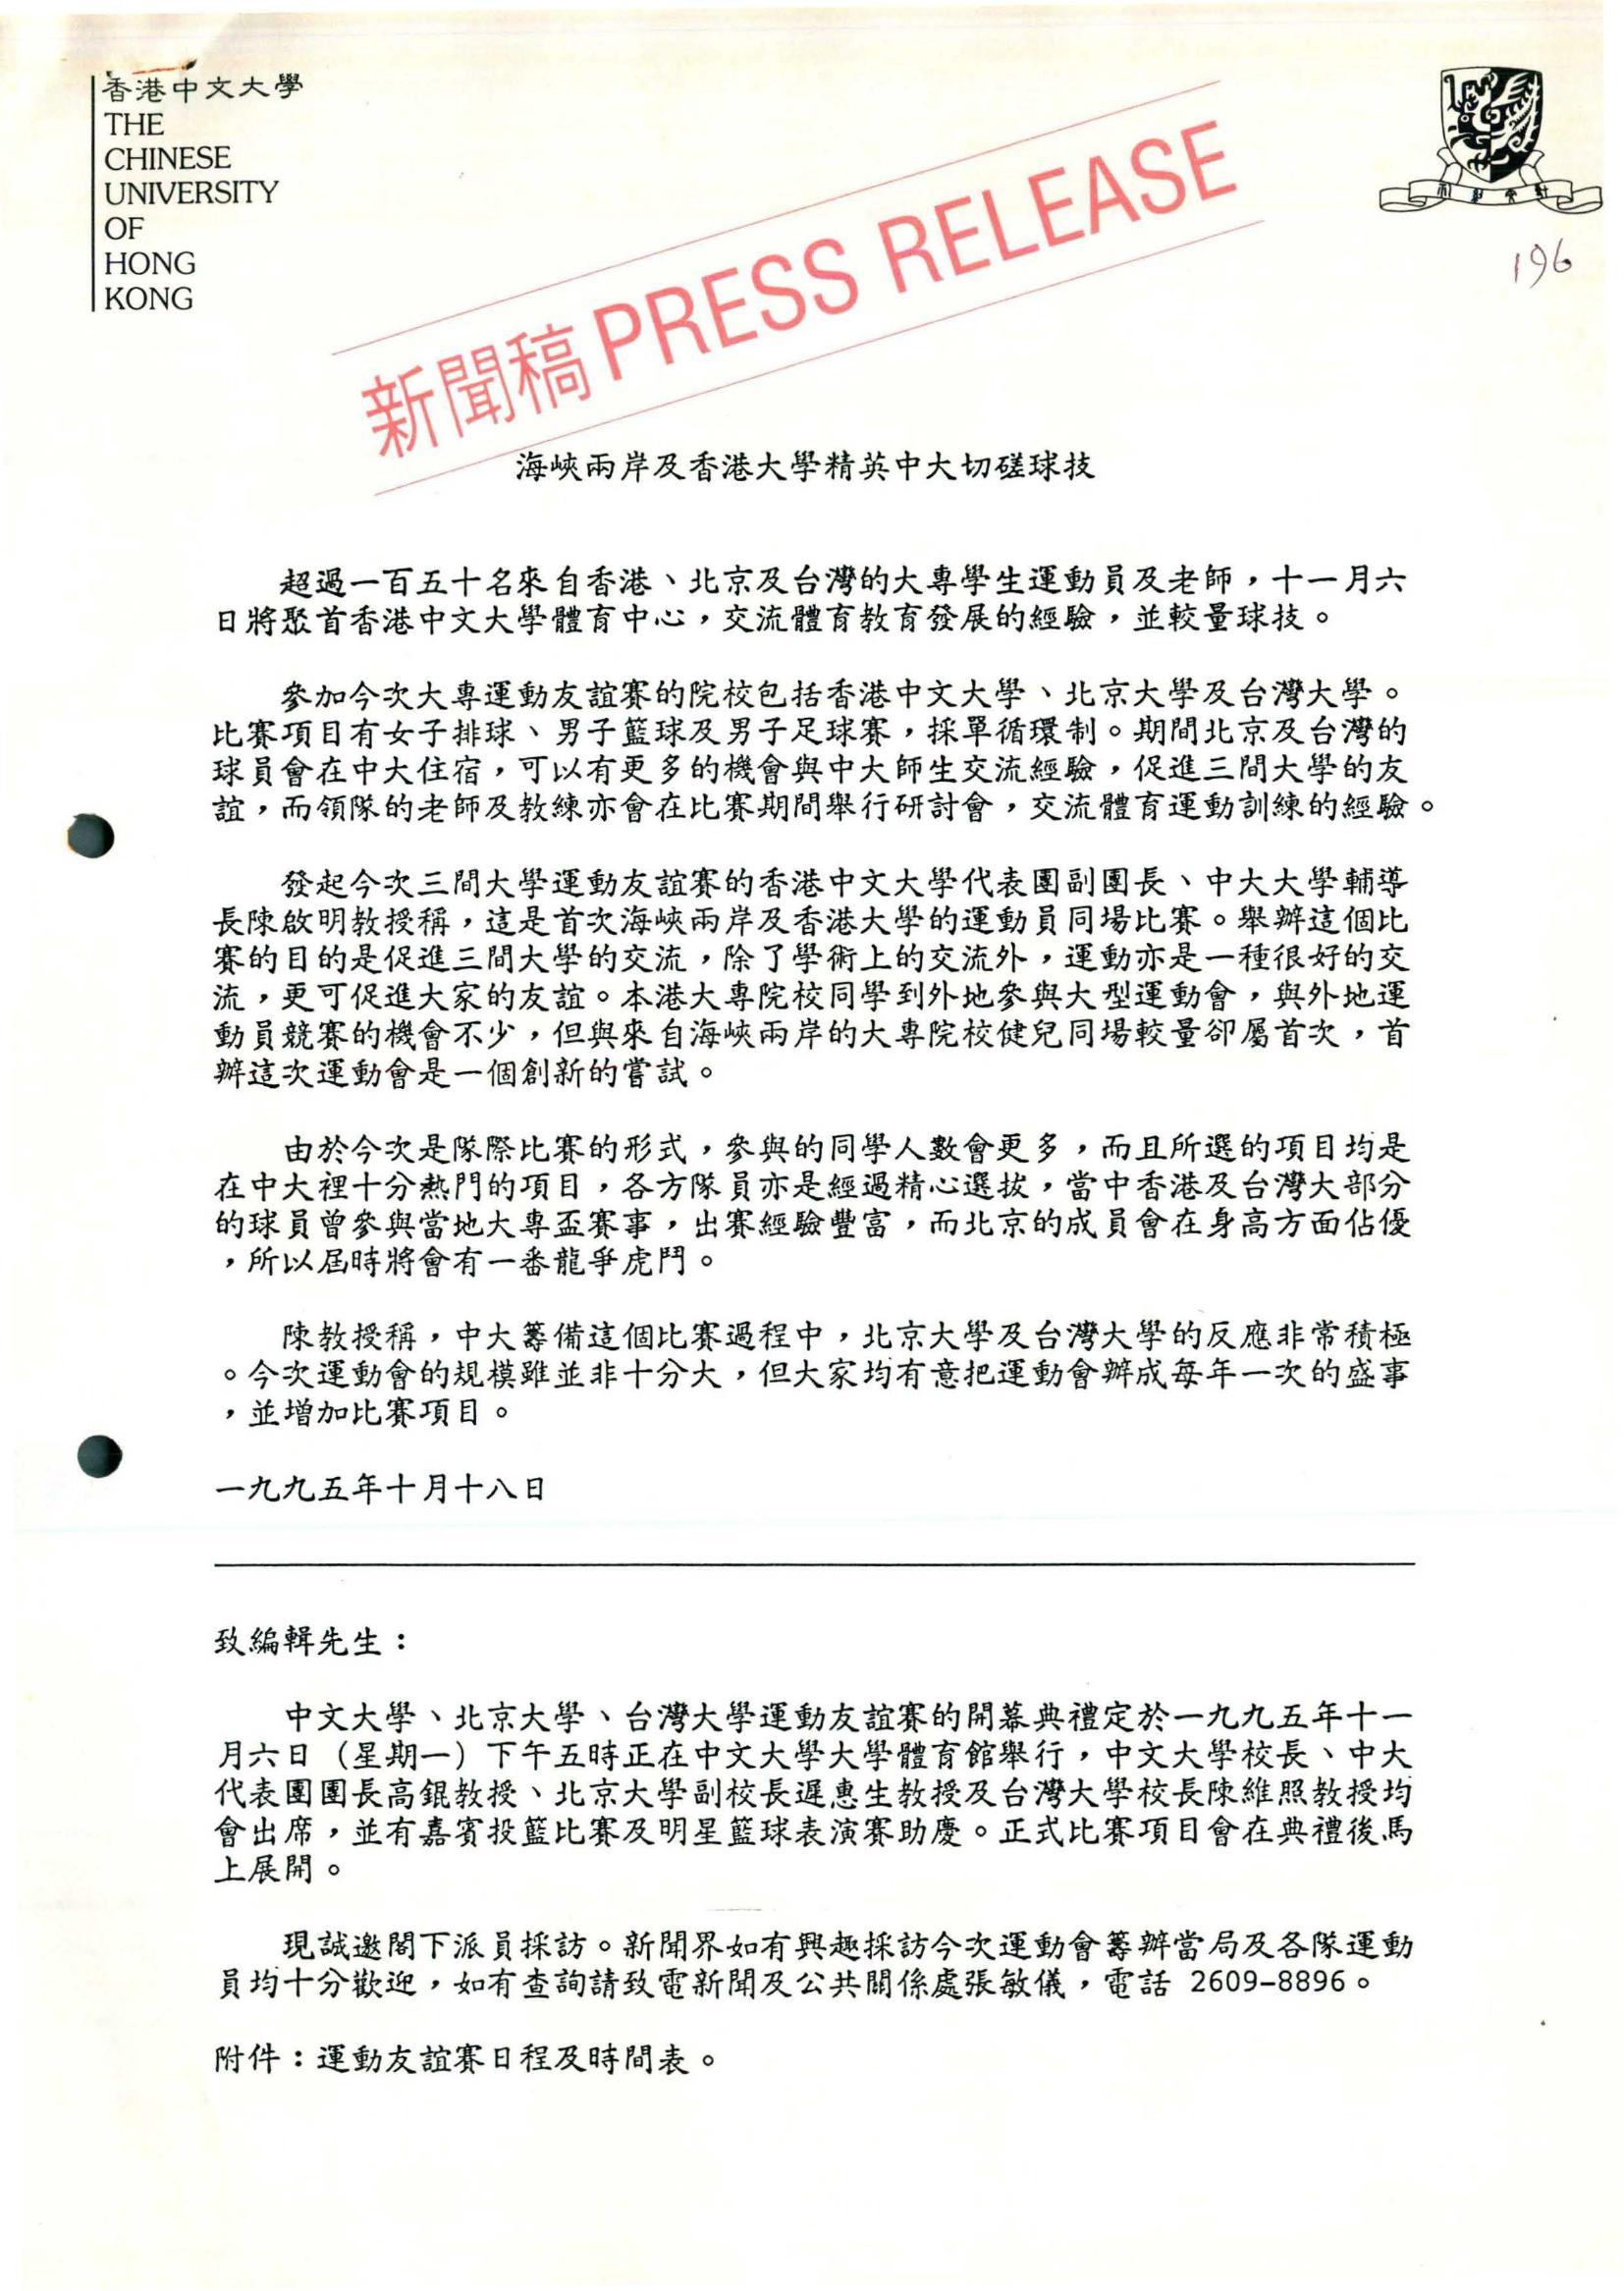 香港中文大學
THE
CHINESE
UNIVERSITY
OF
HONG
KONG
196
新聞稿 PRESS RELEASE
海峽兩岸及香港大學精英中大切磋球技
超過一百五十名來自香港、北京及台灣的大專學生運動員及老師，十一月六
日將聚首香港中文大學體育中心，交流體育教育發展的經驗，並較量球技。
參加今次大專運動友誼賽的院校包括香港中文大學、北京大學及台灣大學。
比賽項目有女子排球、男子籃球及男子足球賽，採單循環制。期間北京及台灣的
球員會在中大住宿，可以有更多的機會與中大師生交流經驗，促進三間大學的友
誼，而領隊的老師及教練亦會在比賽期間舉行研討會，交流體育運動訓練的經驗。
發起今次三間大學運動友誼賽的香港中文大學代表團副團長、中大大學輔導
長陳啟明教授稱，這是首次海峽兩岸及香港大學的運動員同場比賽。舉辦這個比
賽的目的是促進三間大學的交流，除了學術上的交流外，運動亦是一種很好的交
流，更可促進大家的友誼。本港大專院校同學到外地參與大型運動會，與外地運
動員競賽的機會不少，但與來自海峽兩岸的大專院校健兒同場較量卻屬首次，首
辦這次運動會是一個創新的嘗試。
由於今次是隊際比賽的形式，參與的同學人數會更多，而且所選的項目均是
在中大裡十分熱門的項目，各方隊員亦是經過精心選拔，當中香港及台灣大部分
的球員曾參與當地大專盃賽事，出賽經驗豐富，而北京的成員會在身高方面佔優
，所以屆時將會有一番龍爭虎鬥。
陳教授稱，中大籌備這個比賽過程中，北京大學及台灣大學的反應非常積極
。今次運動會的規模雖並非十分大，但大家均有意把運動會辦成每年一次的盛事
，並增加比賽項目。
一九九五年十月十八日
致編輯先生：
中文大學、北京大學、台灣大學運動友誼賽的開幕典禮定於一九九五年十一
月六日（星期一）下午五時正在中文大學大學體育館舉行，中文大學校長、中大
代表團團長高錕教授、北京大學副校長遲惠生教授及台灣大學校長陳維照教授均
會出席，並有嘉賓投籃比賽及明星籃球表演賽助慶。正式比賽項目會在典禮後馬
上展開。
現誠邀閣下派員採訪。新聞界如有興趣採訪今次運動會籌辦當局及各隊運動
員均十分歡迎，如有查詢請致電新聞及公共關係處張敏儀，電話 2609-8896。
附件：運動友誼賽日程及時間表。